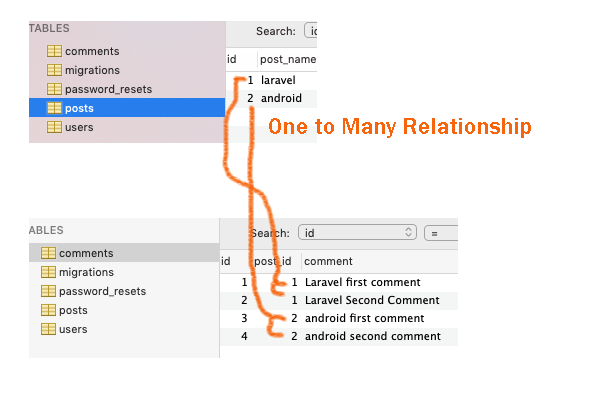 TABLES
Search: id
comments
id post_name
migrations
1 laravel
password_resets
2 android
posts
users
One to Many Relationship
ABLES
Search: id =
comments
id post_id comment
migrations
1 1 Laravel first comment
password_resets
2 1 Laravel Second Comment
posts
3 2 android first comment
users
4 2 android second comment